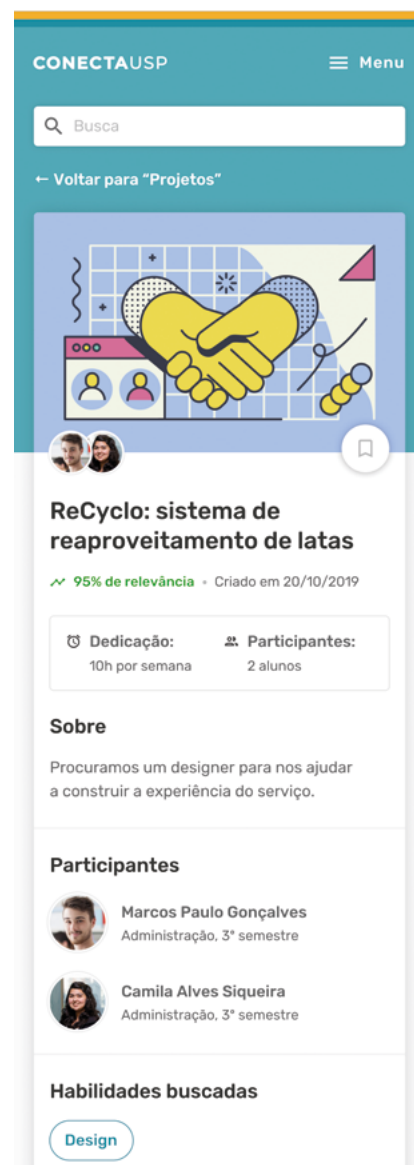 CONECTAUSP
Menu
Busca
← Voltar para “Projetos”
ReCyclo: sistema de
reaproveitamento de latas
95% de relevância • Criado em 20/10/2019
Dedicação:
10h por semana
Participantes:
2 alunos
Sobre
Procuramos um designer para nos ajudar
a construir a experiência do serviço.
Participantes
Marcos Paulo Gonçalves
Administração, 3° semestre
Camila Alves Siqueira
Administração, 3° semestre
Habilidades buscadas
Design